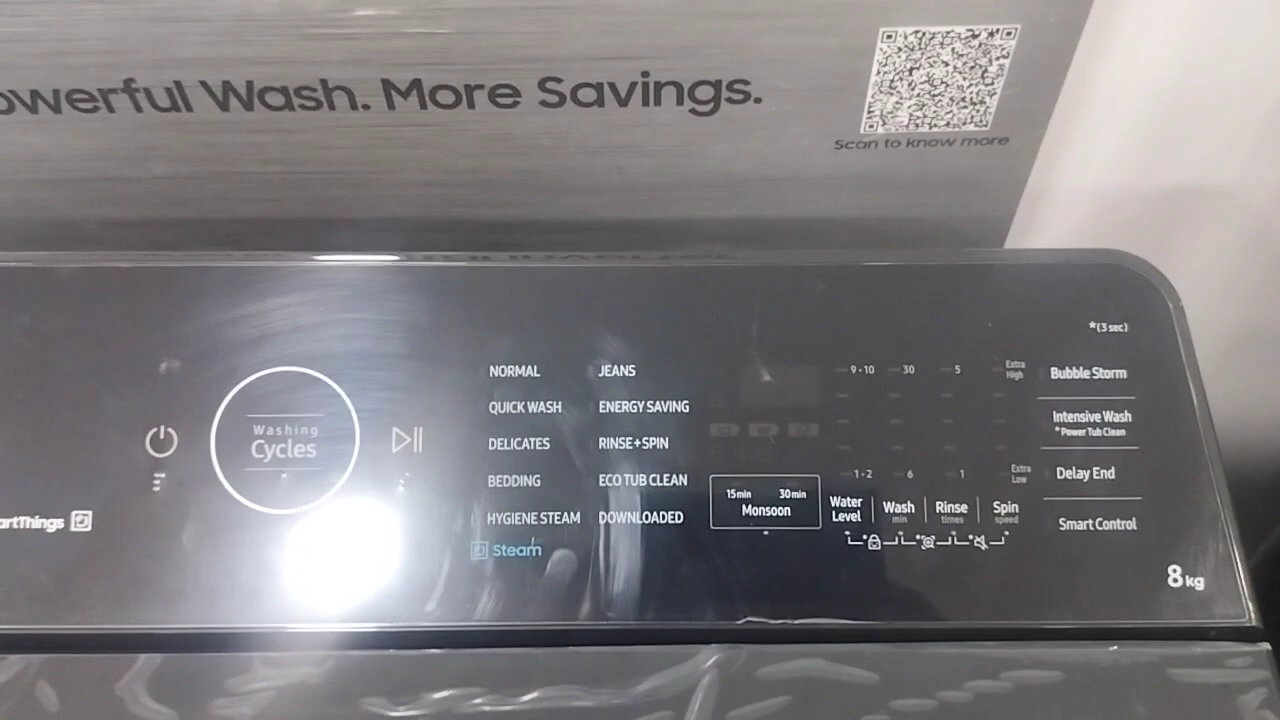 owerful Wash. More Savings.
Scan to know more
*(3 sec)
Washing
Cycles
NORMAL
QUICK WASH
DELICATES
BEDDING
HYGIENE STEAM
Steam
JEANS
ENERGY SAVING
RINSE+SPIN
ECO TUB CLEAN
DOWNLOADED
15min 30min
Monsoon
9-10 30 5 Extra High
1-2 6 1 Extra Low
Water Level
Wash min
Rinse times
Spin speed
Bubble Storm
Intensive Wash
*Power Tub Clean
Delay End
Smart Control
artThings
8kg